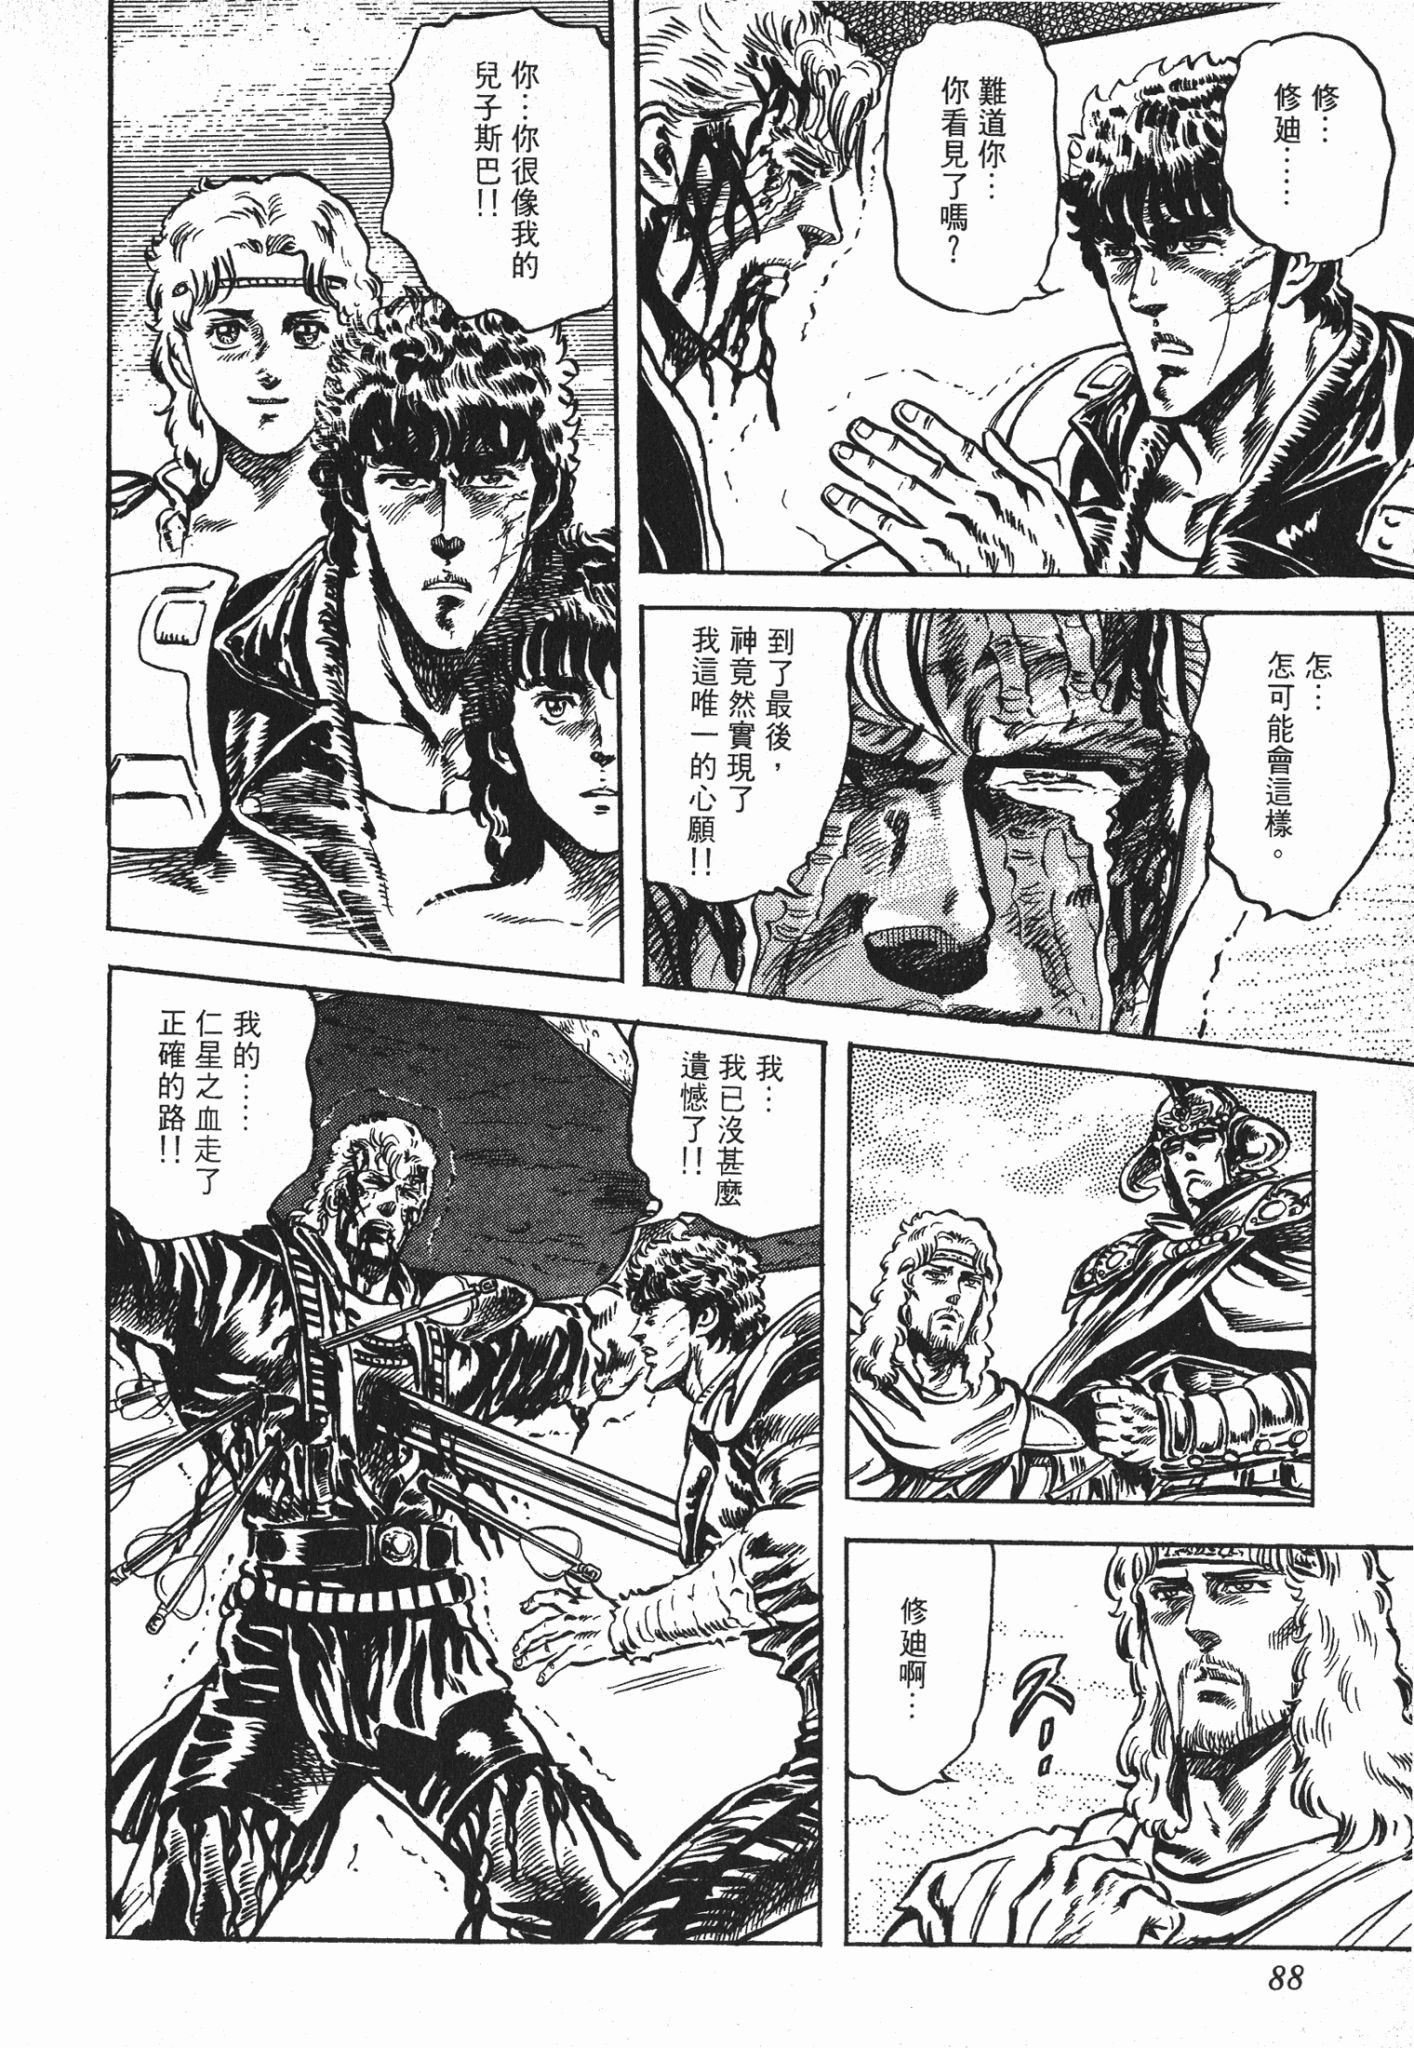 修…
修廸……
難道你…
你看見了嗎？
你…你很像我的
兒子斯巴!!
怎…
怎可能會這樣。
到了最後，
神竟然實現了
我這唯一的心願!!
修廸啊…
ス…
我…
我已沒甚麼
遺憾了!!
我的……
仁星之血走了
正確的路!!
88